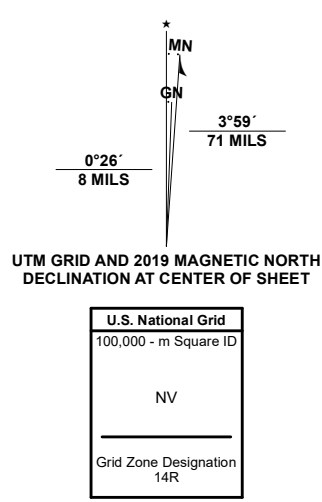 ★
MN
GN
3°59´
71 MILS
0°26´
8 MILS
UTM GRID AND 2019 MAGNETIC NORTH
DECLINATION AT CENTER OF SHEET
U.S. National Grid
100,000 - m Square ID
NV
Grid Zone Designation
14R